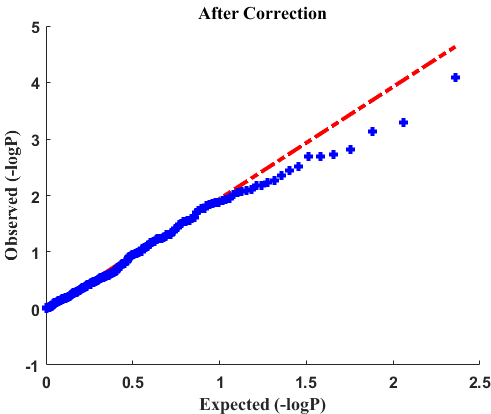 After Correction
5
4
3
2
1
0
-1
Observed (-logP)
0 0.5 1 1.5 2 2.5
Expected (-logP)